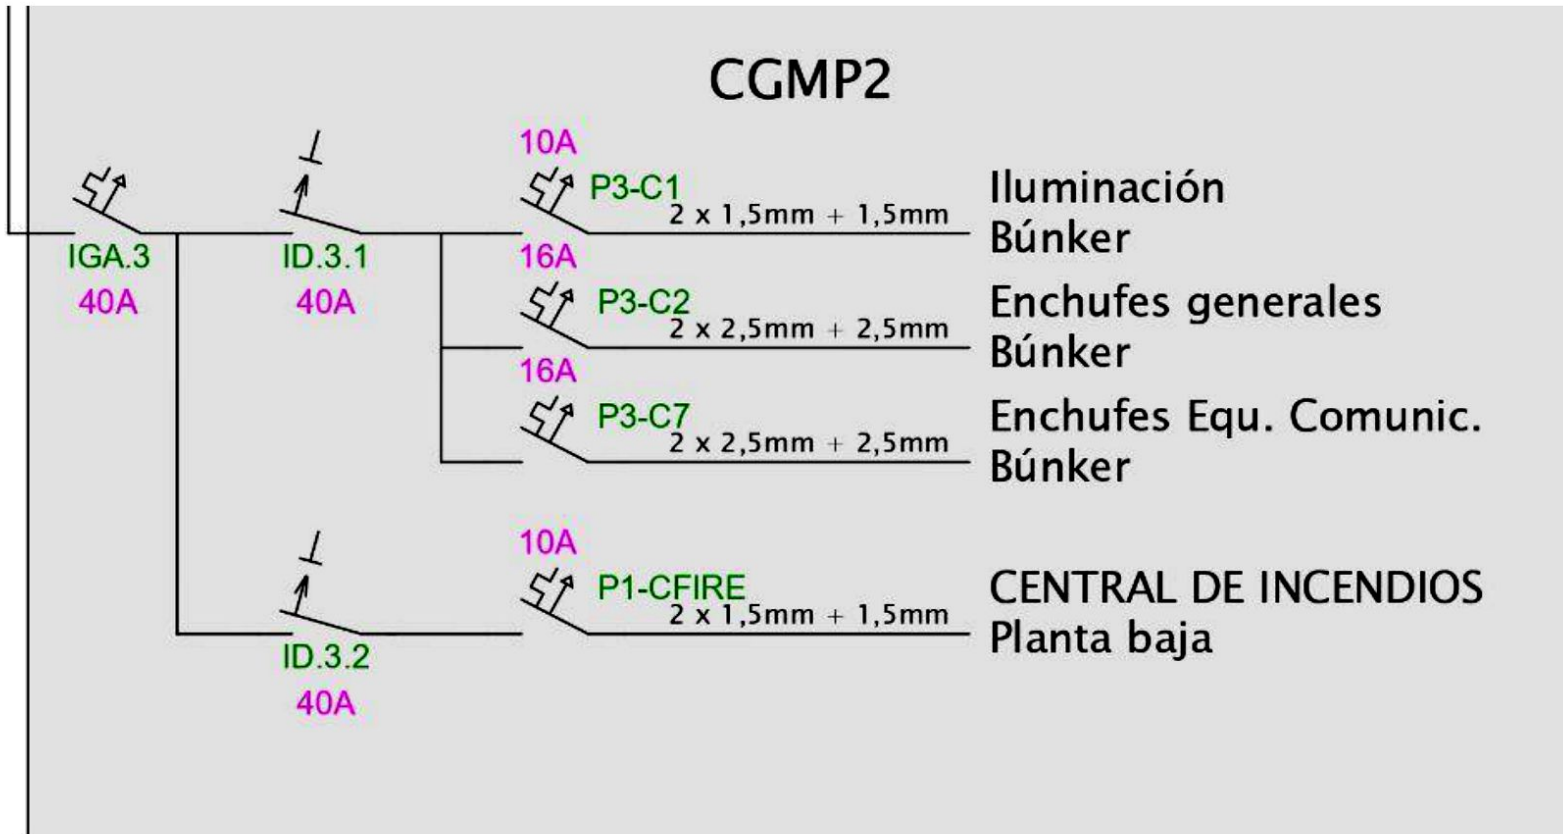 CGMP2
10A
P3-C1
2 x 1,5mm + 1,5mm
Iluminación
Búnker
IGA.3
40A
ID.3.1
40A
16A
P3-C2
2 x 2,5mm + 2,5mm
Enchufes generales
Búnker
16A
P3-C7
2 x 2,5mm + 2,5mm
Enchufes Equ. Comunic.
Búnker
10A
P1-CFIRE
2 x 1,5mm + 1,5mm
CENTRAL DE INCENDIOS
Planta baja
ID.3.2
40A